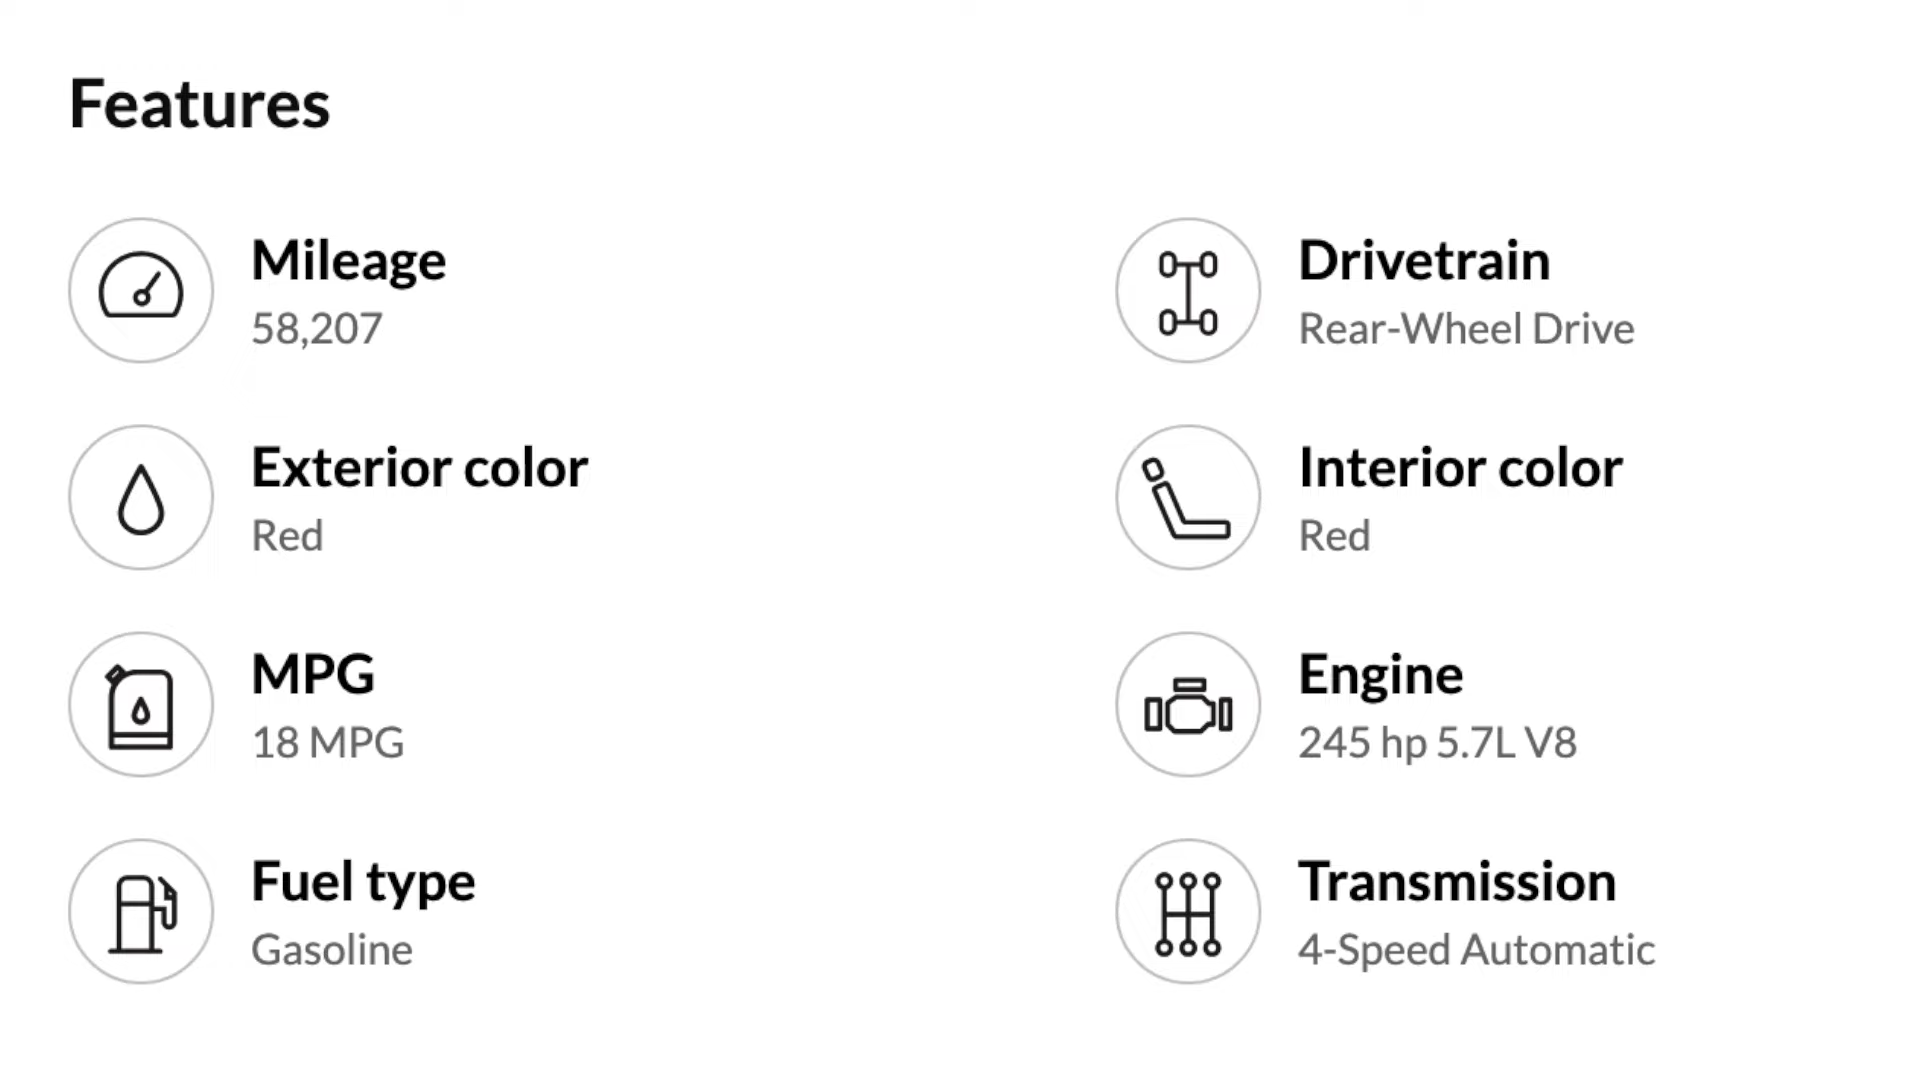 Features
Mileage
58,207
Drivetrain
Rear-Wheel Drive
Exterior color
Red
Interior color
Red
MPG
18 MPG
Engine
245 hp 5.7L V8
Fuel type
Gasoline
Transmission
4-Speed Automatic